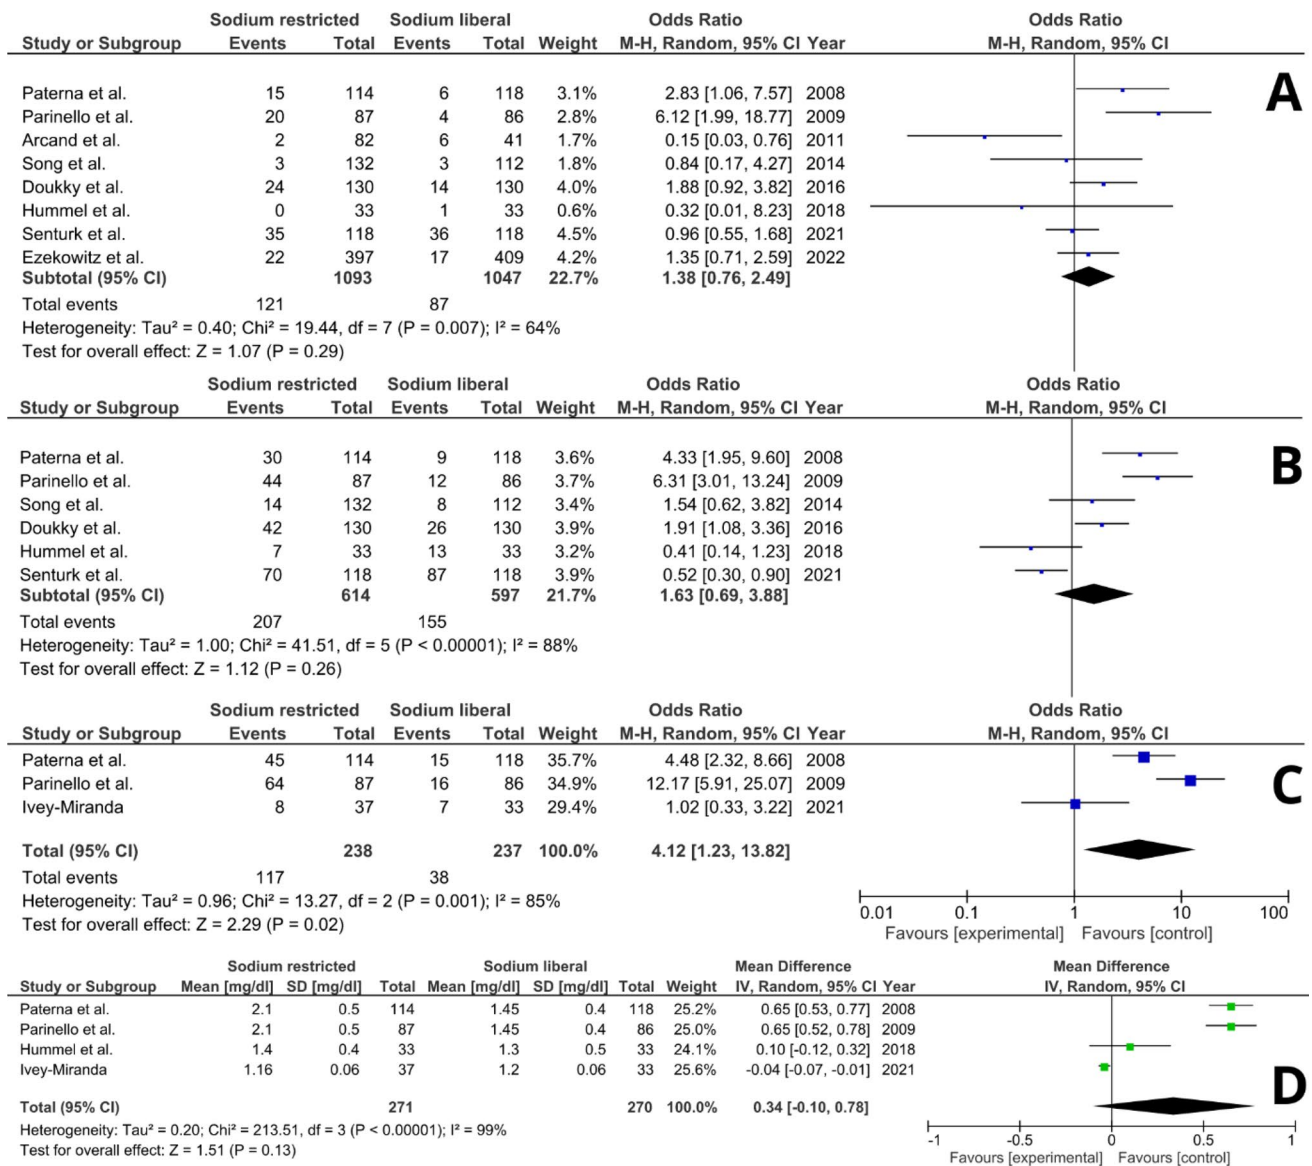 Sodium restricted Sodium liberal Odds Ratio Odds Ratio
Study or Subgroup Events Total Events Total Weight M-H, Random, 95% CI Year M-H, Random, 95% CI
A
Paterna et al. 15 114 6 118 3.1% 2.83 [1.06, 7.57] 2008
Parinello et al. 20 87 4 86 2.8% 6.12 [1.99, 18.77] 2009
Arcand et al. 2 82 6 41 1.7% 0.15 [0.03, 0.76] 2011
Song et al. 3 132 3 112 1.8% 0.84 [0.17, 4.27] 2014
Doukky et al. 24 130 14 130 4.0% 1.88 [0.92, 3.82] 2016
Hummel et al. 0 33 1 33 0.6% 0.32 [0.01, 8.23] 2018
Senturk et al. 35 118 36 118 4.5% 0.96 [0.55, 1.68] 2021
Ezekowitz et al. 22 397 17 409 4.2% 1.35 [0.71, 2.59] 2022
Subtotal (95% CI) 1093 1047 22.7% 1.38 [0.76, 2.49]
Total events 121 87
Heterogeneity: Tau² = 0.40; Chi² = 19.44, df = 7 (P = 0.007); I² = 64%
Test for overall effect: Z = 1.07 (P = 0.29)
Sodium restricted Sodium liberal Odds Ratio Odds Ratio
Study or Subgroup Events Total Events Total Weight M-H, Random, 95% CI Year M-H, Random, 95% CI
B
Paterna et al. 30 114 9 118 3.6% 4.33 [1.95, 9.60] 2008
Parinello et al. 44 87 12 86 3.7% 6.31 [3.01, 13.24] 2009
Song et al. 14 132 8 112 3.4% 1.54 [0.62, 3.82] 2014
Doukky et al. 42 130 26 130 3.9% 1.91 [1.08, 3.36] 2016
Hummel et al. 7 33 13 33 3.2% 0.41 [0.14, 1.23] 2018
Senturk et al. 70 118 87 118 3.9% 0.52 [0.30, 0.90] 2021
Subtotal (95% CI) 614 597 21.7% 1.63 [0.69, 3.88]
Total events 207 155
Heterogeneity: Tau² = 1.00; Chi² = 41.51, df = 5 (P < 0.00001); I² = 88%
Test for overall effect: Z = 1.12 (P = 0.26)
Sodium restricted Sodium liberal Odds Ratio Odds Ratio
Study or Subgroup Events Total Events Total Weight M-H, Random, 95% CI Year M-H, Random, 95% CI
Paterna et al. 45 114 15 118 35.7% 4.48 [2.32, 8.66] 2008
Parinello et al. 64 87 16 86 34.9% 12.17 [5.91, 25.07] 2009
C
Ivey-Miranda 8 37 7 33 29.4% 1.02 [0.33, 3.22] 2021
Total (95% CI) 238 237 100.0% 4.12 [1.23, 13.82]
Total events 117 38
Heterogeneity: Tau² = 0.96; Chi² = 13.27, df = 2 (P = 0.001); I² = 85%
Test for overall effect: Z = 2.29 (P = 0.02)
0.01 0.1 1 10 100
Favours [experimental] Favours [control]
Sodium restricted Sodium liberal Mean Difference Mean Difference
Study or Subgroup Mean [mg/dl] SD [mg/dl] Total Mean [mg/dl] SD [mg/dl] Total Weight IV, Random, 95% CI Year IV, Random, 95% CI
Paterna et al. 2.1 0.5 114 1.45 0.4 118 25.2% 0.65 [0.53, 0.77] 2008
Parinello et al. 2.1 0.5 87 1.45 0.4 86 25.0% 0.65 [0.52, 0.78] 2009
Hummel et al. 1.4 0.4 33 1.3 0.5 33 24.1% 0.10 [-0.12, 0.32] 2018
Ivey-Miranda 1.16 0.06 37 1.2 0.06 33 25.6% -0.04 [-0.07, -0.01] 2021
D
Total (95% CI) 271 270 100.0% 0.34 [-0.10, 0.78]
Heterogeneity: Tau² = 0.20; Chi² = 213.51, df = 3 (P < 0.00001); I² = 99%
Test for overall effect: Z = 1.51 (P = 0.13)
-1 -0.5 0 0.5 1
Favours [experimental] Favours [control]